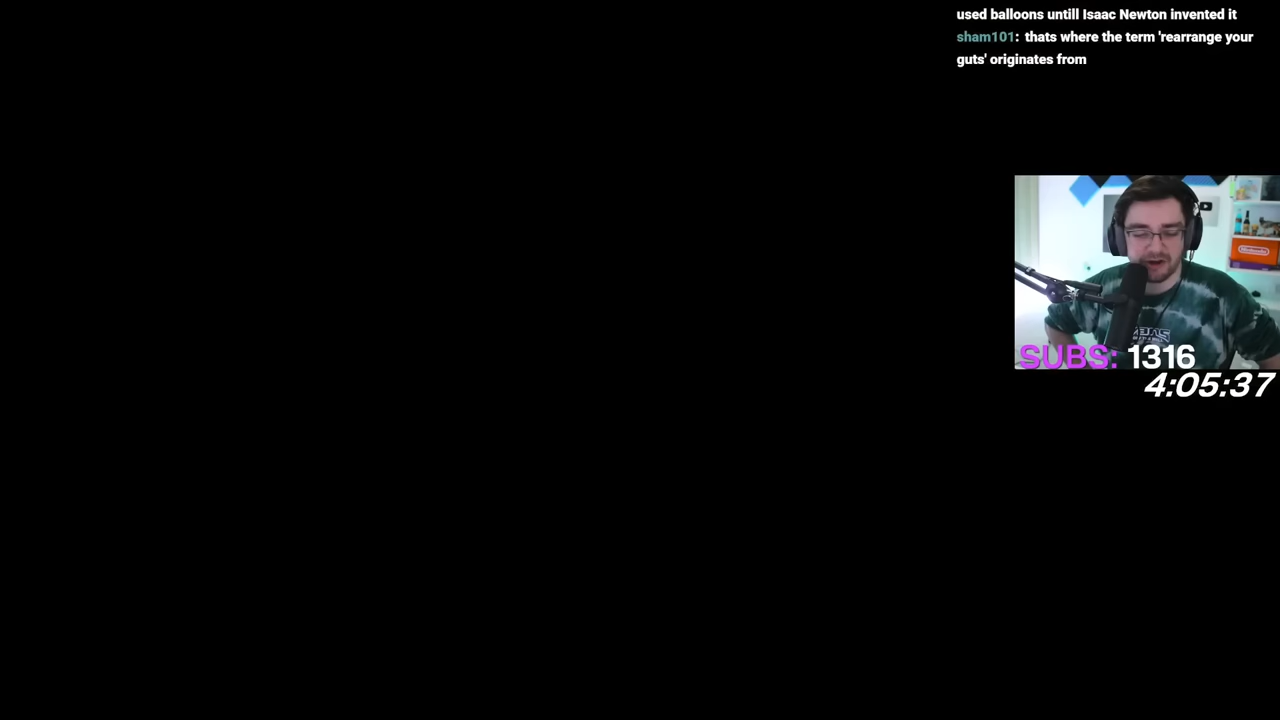 used balloons untill Isaac Newton invented it
sham101: thats where the term 'rearrange your
guts' originates from
Nintendo
SUBS: 1316
4:05:37